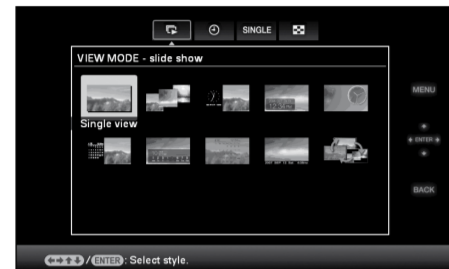 SINGLE
VIEW MODE - slide show
MENU
Single view
ENTER
BACK
/ ENTER : Select style.